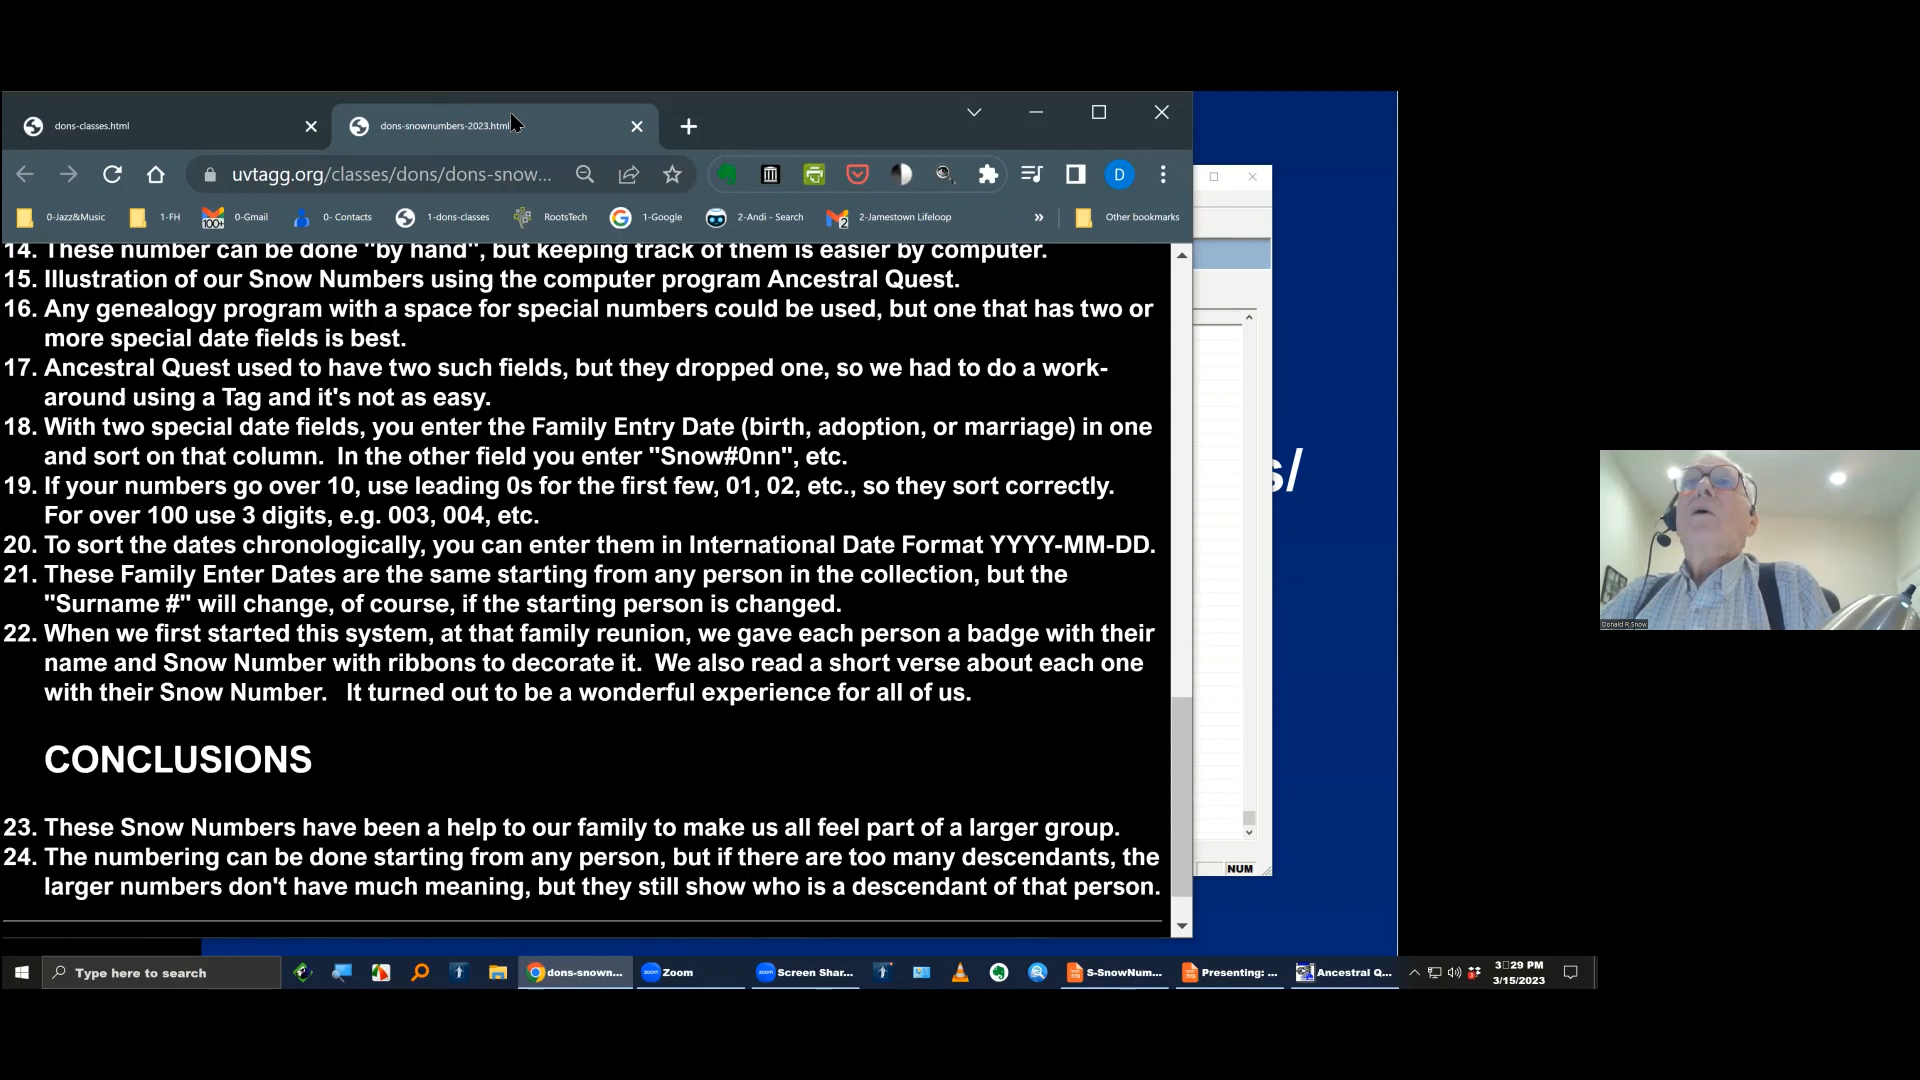 dons-classes.html
dons-snownumbers-2023.html
uvtagg.org/classes/dons/dons-snow...
0-Jazz&Music
1-FH
100+
0-Gmail
0- Contacts
1-dons-classes
RootsTech
1-Google
2-Andi - Search
2
2-Jamestown Lifeloop
»
Other bookmarks
D
14. These number can be done "by hand", but keeping track of them is easier by computer.
15. Illustration of our Snow Numbers using the computer program Ancestral Quest.
16. Any genealogy program with a space for special numbers could be used, but one that has two or
more special date fields is best.
17. Ancestral Quest used to have two such fields, but they dropped one, so we had to do a work-
around using a Tag and it's not as easy.
18. With two special date fields, you enter the Family Entry Date (birth, adoption, or marriage) in one
and sort on that column. In the other field you enter "Snow#0nn", etc.
19. If your numbers go over 10, use leading 0s for the first few, 01, 02, etc., so they sort correctly.
For over 100 use 3 digits, e.g. 003, 004, etc.
20. To sort the dates chronologically, you can enter them in International Date Format YYYY-MM-DD.
21. These Family Enter Dates are the same starting from any person in the collection, but the
"Surname #" will change, of course, if the starting person is changed.
22. When we first started this system, at that family reunion, we gave each person a badge with their
name and Snow Number with ribbons to decorate it. We also read a short verse about each one
with their Snow Number. It turned out to be a wonderful experience for all of us.
CONCLUSIONS
23. These Snow Numbers have been a help to our family to make us all feel part of a larger group.
24. The numbering can be done starting from any person, but if there are too many descendants, the
larger numbers don't have much meaning, but they still show who is a descendant of that person.
s/
NUM
Donald R Snow
Type here to search
dons-snown...
Zoom
Screen Shar...
S-SnowNum...
Presenting: ...
Ancestral Q...
3:29 PM
3/15/2023